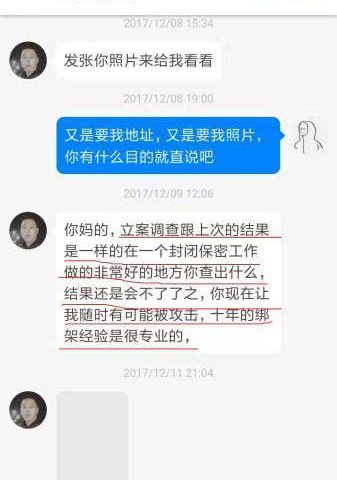 2017/12/08 15:34
发张你照片来给我看看
2017/12/08 19:00
又是要我地址，又是要我照片，
你有什么目的就直说吧
2017/12/09 12:06
你妈的，立案调查跟上次的结果
是一样的在一个封闭保密工作
做的非常好的地方你查出什么，
结果还是会不了了之，你现在让
我随时有可能被攻击，十年的绑
架经验是很专业的，
2017/12/11 21:04